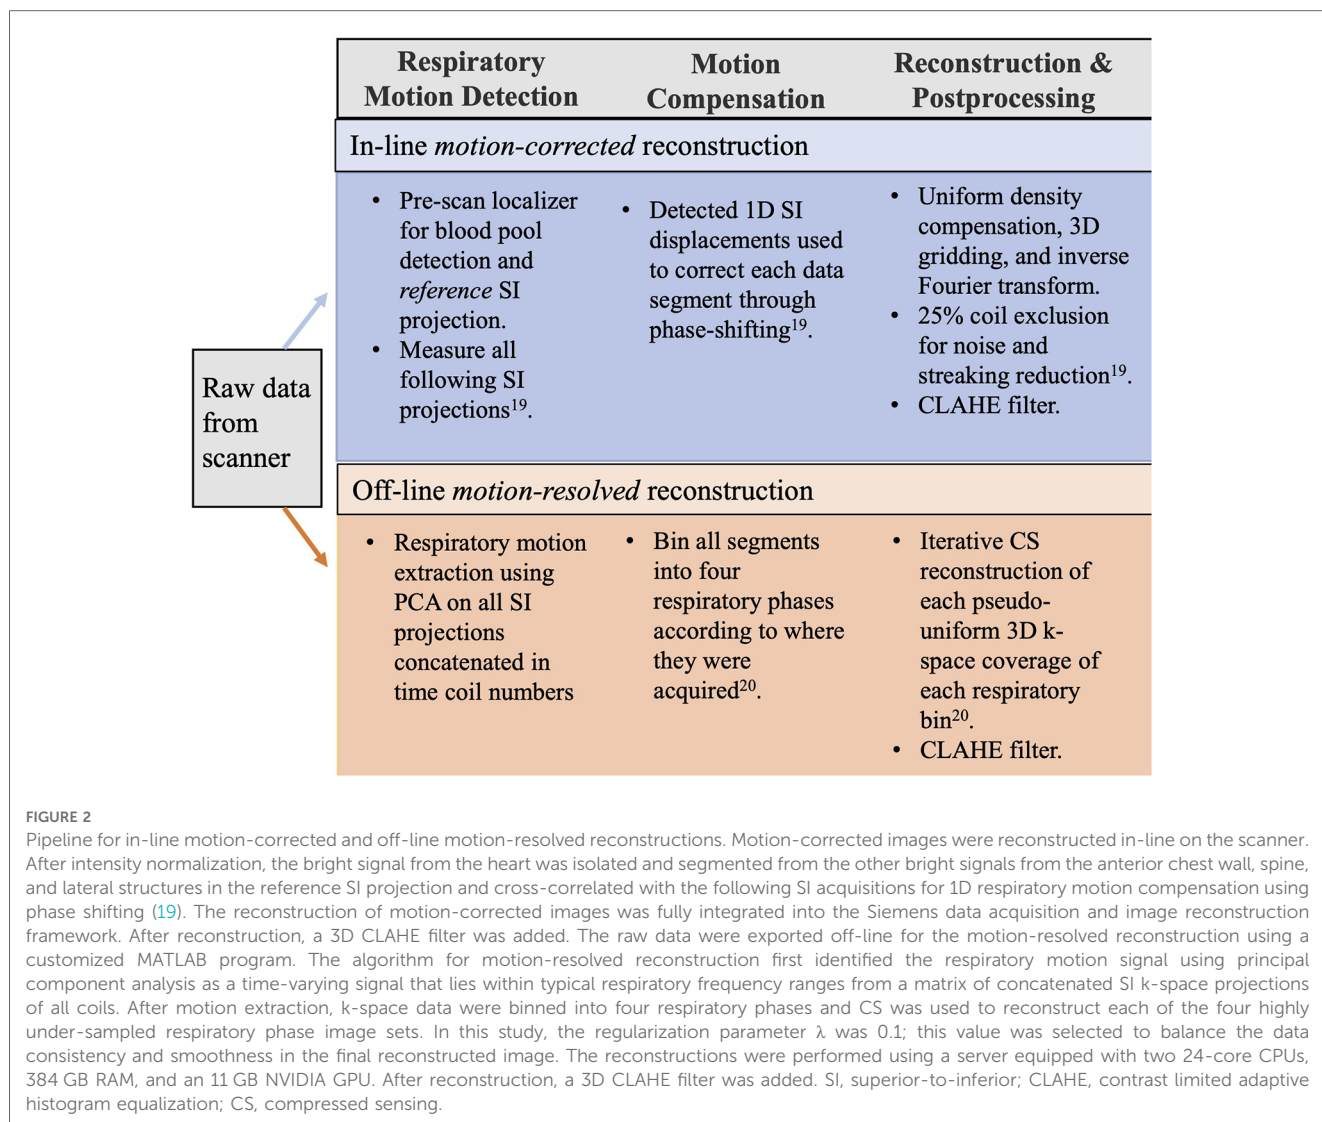 Respiratory
Motion Detection
Motion
Compensation
Reconstruction &
Postprocessing
In-line motion-corrected reconstruction
• Pre-scan localizer
for blood pool
detection and
reference SI
projection.
• Measure all
following SI
projections19.
• Detected 1D SI
displacements used
to correct each data
segment through
phase-shifting19.
• Uniform density
compensation, 3D
gridding, and inverse
Fourier transform.
• 25% coil exclusion
for noise and
streaking reduction19.
• CLAHE filter.
Raw data
from
scanner
Off-line motion-resolved reconstruction
• Respiratory motion
extraction using
PCA on all SI
projections
concatenated in
time coil numbers
• Bin all segments
into four
respiratory phases
according to where
they were
acquired20.
• Iterative CS
reconstruction of
each pseudo-
uniform 3D k-
space coverage of
each respiratory
bin20.
• CLAHE filter.
FIGURE 2
Pipeline for in-line motion-corrected and off-line motion-resolved reconstructions. Motion-corrected images were reconstructed in-line on the scanner.
After intensity normalization, the bright signal from the heart was isolated and segmented from the other bright signals from the anterior chest wall, spine,
and lateral structures in the reference SI projection and cross-correlated with the following SI acquisitions for 1D respiratory motion compensation using
phase shifting (19). The reconstruction of motion-corrected images was fully integrated into the Siemens data acquisition and image reconstruction
framework. After reconstruction, a 3D CLAHE filter was added. The raw data were exported off-line for the motion-resolved reconstruction using a
customized MATLAB program. The algorithm for motion-resolved reconstruction first identified the respiratory motion signal using principal
component analysis as a time-varying signal that lies within typical respiratory frequency ranges from a matrix of concatenated SI k-space projections
of all coils. After motion extraction, k-space data were binned into four respiratory phases and CS was used to reconstruct each of the four highly
under-sampled respiratory phase image sets. In this study, the regularization parameter λ was 0.1; this value was selected to balance the data
consistency and smoothness in the final reconstructed image. The reconstructions were performed using a server equipped with two 24-core CPUs,
384 GB RAM, and an 11 GB NVIDIA GPU. After reconstruction, a 3D CLAHE filter was added. SI, superior-to-inferior; CLAHE, contrast limited adaptive
histogram equalization; CS, compressed sensing.